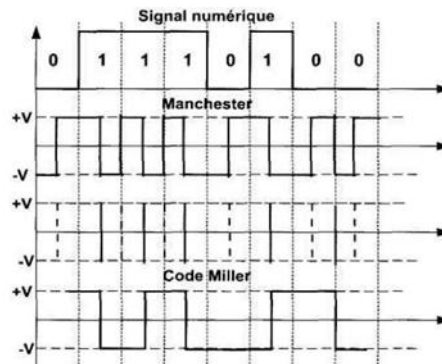 Signal numérique
0 1 1 1 0 1 0 0
Manchester
+V
-V
+V
-V
Code Miller
+V
-V